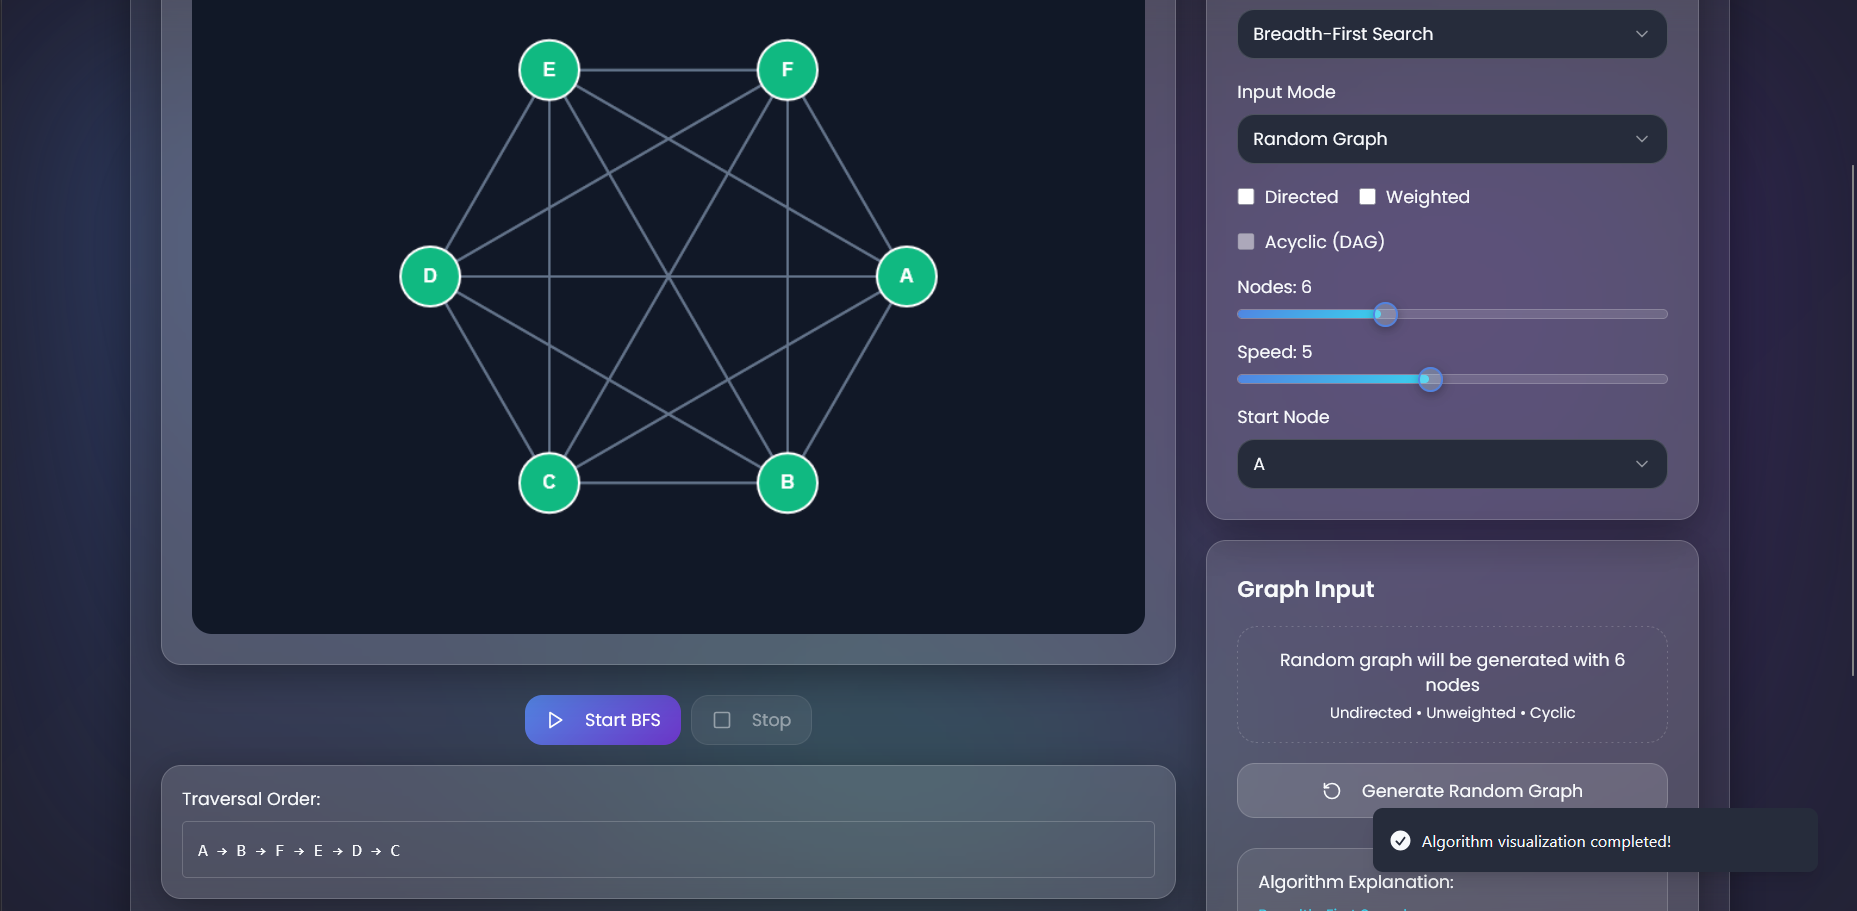 E
F
D
A
C
B
Start BFS
Stop
Traversal Order:
A → B → F → E → D → C
Breadth-First Search
Input Mode
Random Graph
Directed
Weighted
Acyclic (DAG)
Nodes: 6
Speed: 5
Start Node
A
Graph Input
Random graph will be generated with 6
nodes
Undirected • Unweighted • Cyclic
Generate Random Graph
Algorithm visualization completed!
Algorithm Explanation: